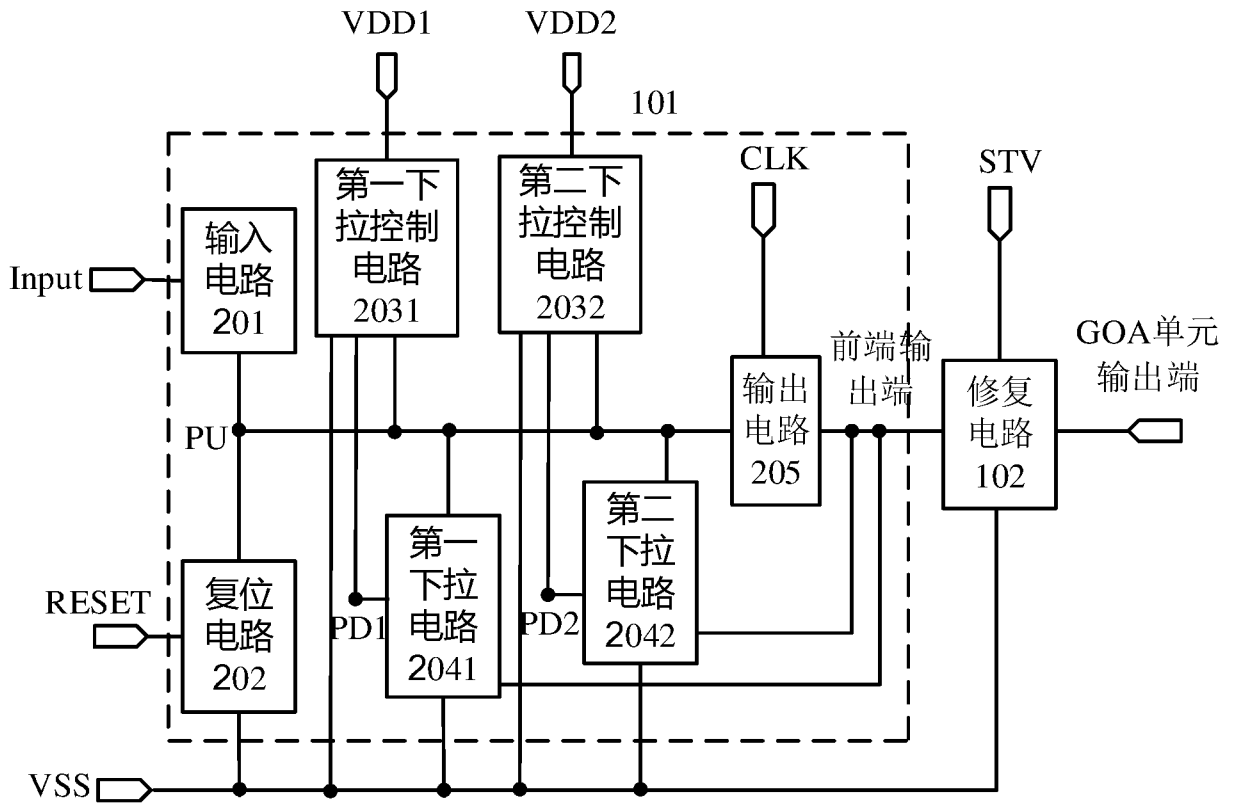 VDD1
VDD2
101
CLK
STV
第一下
拉控制
电路
2031
第二下
拉控制
电路
2032
输入
电路
201
Input
前端输
出端
GOA单元
输出端
输出
电路
205
修复
电路
102
PU
第一
下拉
电路
2041
第二
下拉
电路
2042
复位
电路
202
RESET
PD1
PD2
VSS